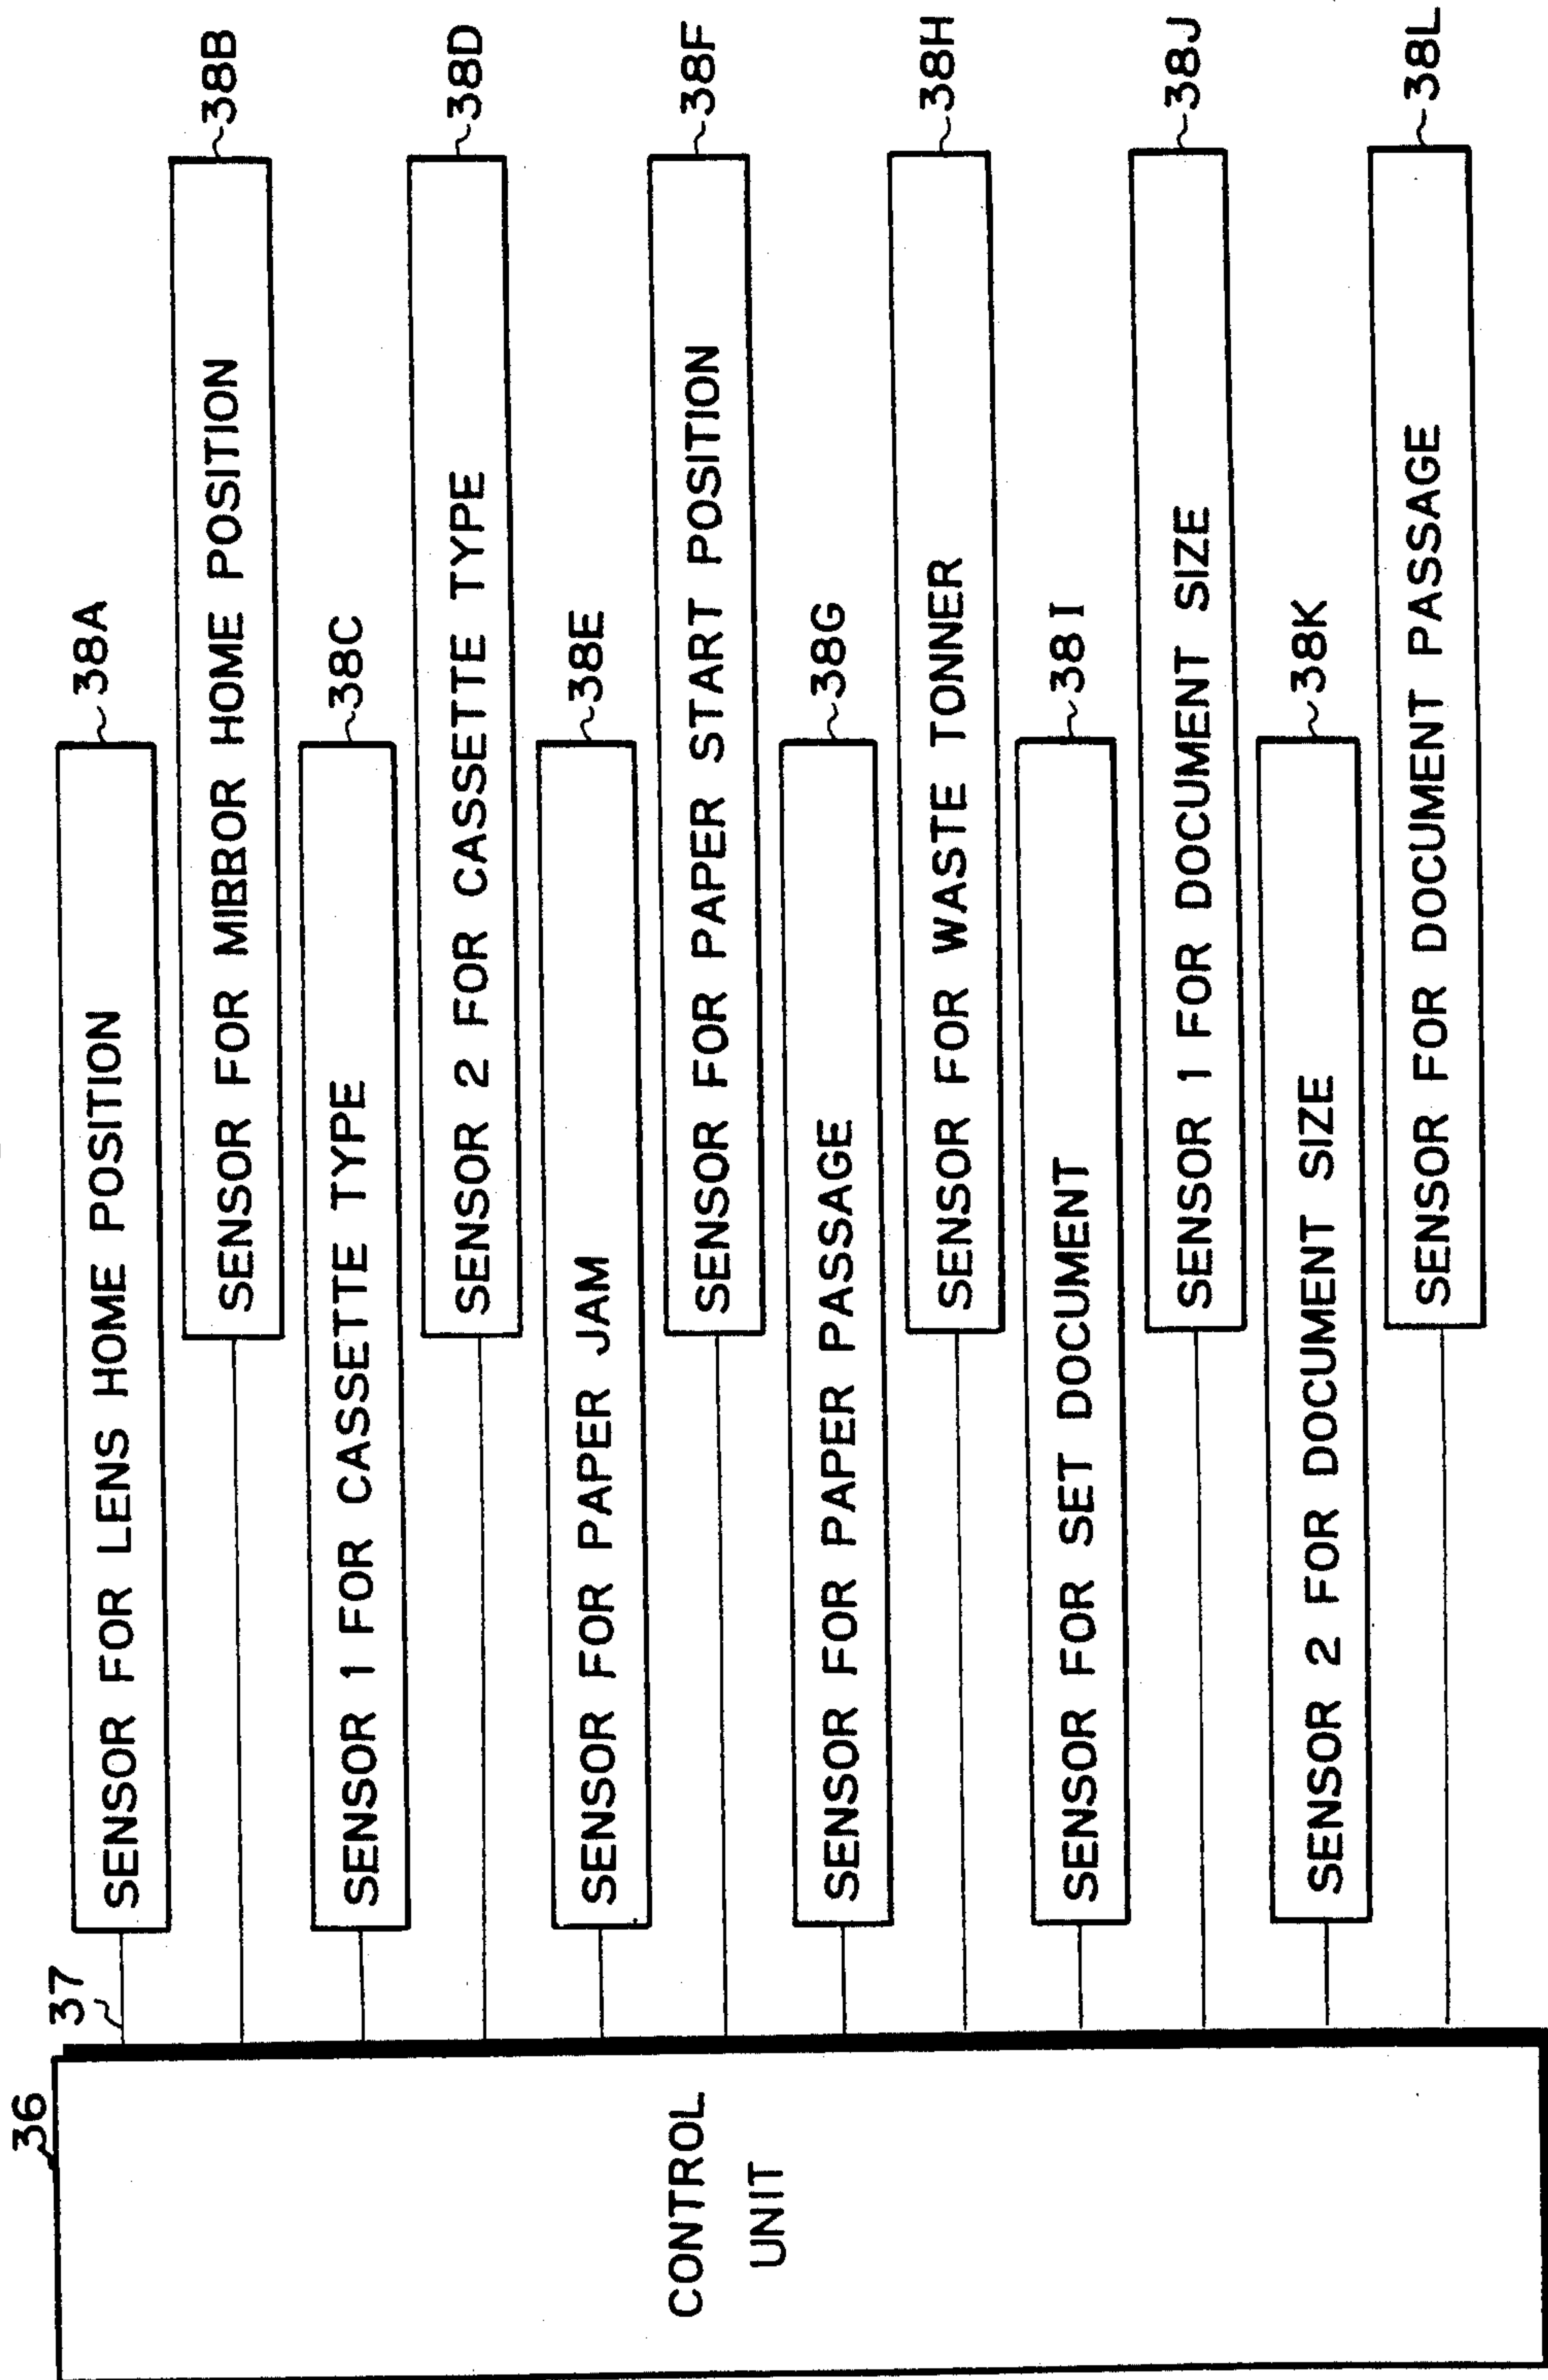 36
37
CONTROL
UNIT
SENSOR FOR LENS HOME POSITION
38A
SENSOR FOR MIBROR HOME POSITION
38B
SENSOR 1 FOR CASSETTE TYPE
38C
SENSOR 2 FOR CASSETTE TYPE
38D
SENSOR FOR PAPER JAM
38E
SENSOR FOR PAPER START POSITION
38F
SENSOR FOR PAPER PASSAGE
38G
SENSOR FOR WASTE TONNER
38H
SENSOR FOR SET DOCUMENT
38I
SENSOR 1 FOR DOCUMENT SIZE
38J
SENSOR 2 FOR DOCUMENT SIZE
38K
SENSOR FOR DOCUMENT PASSAGE
38L